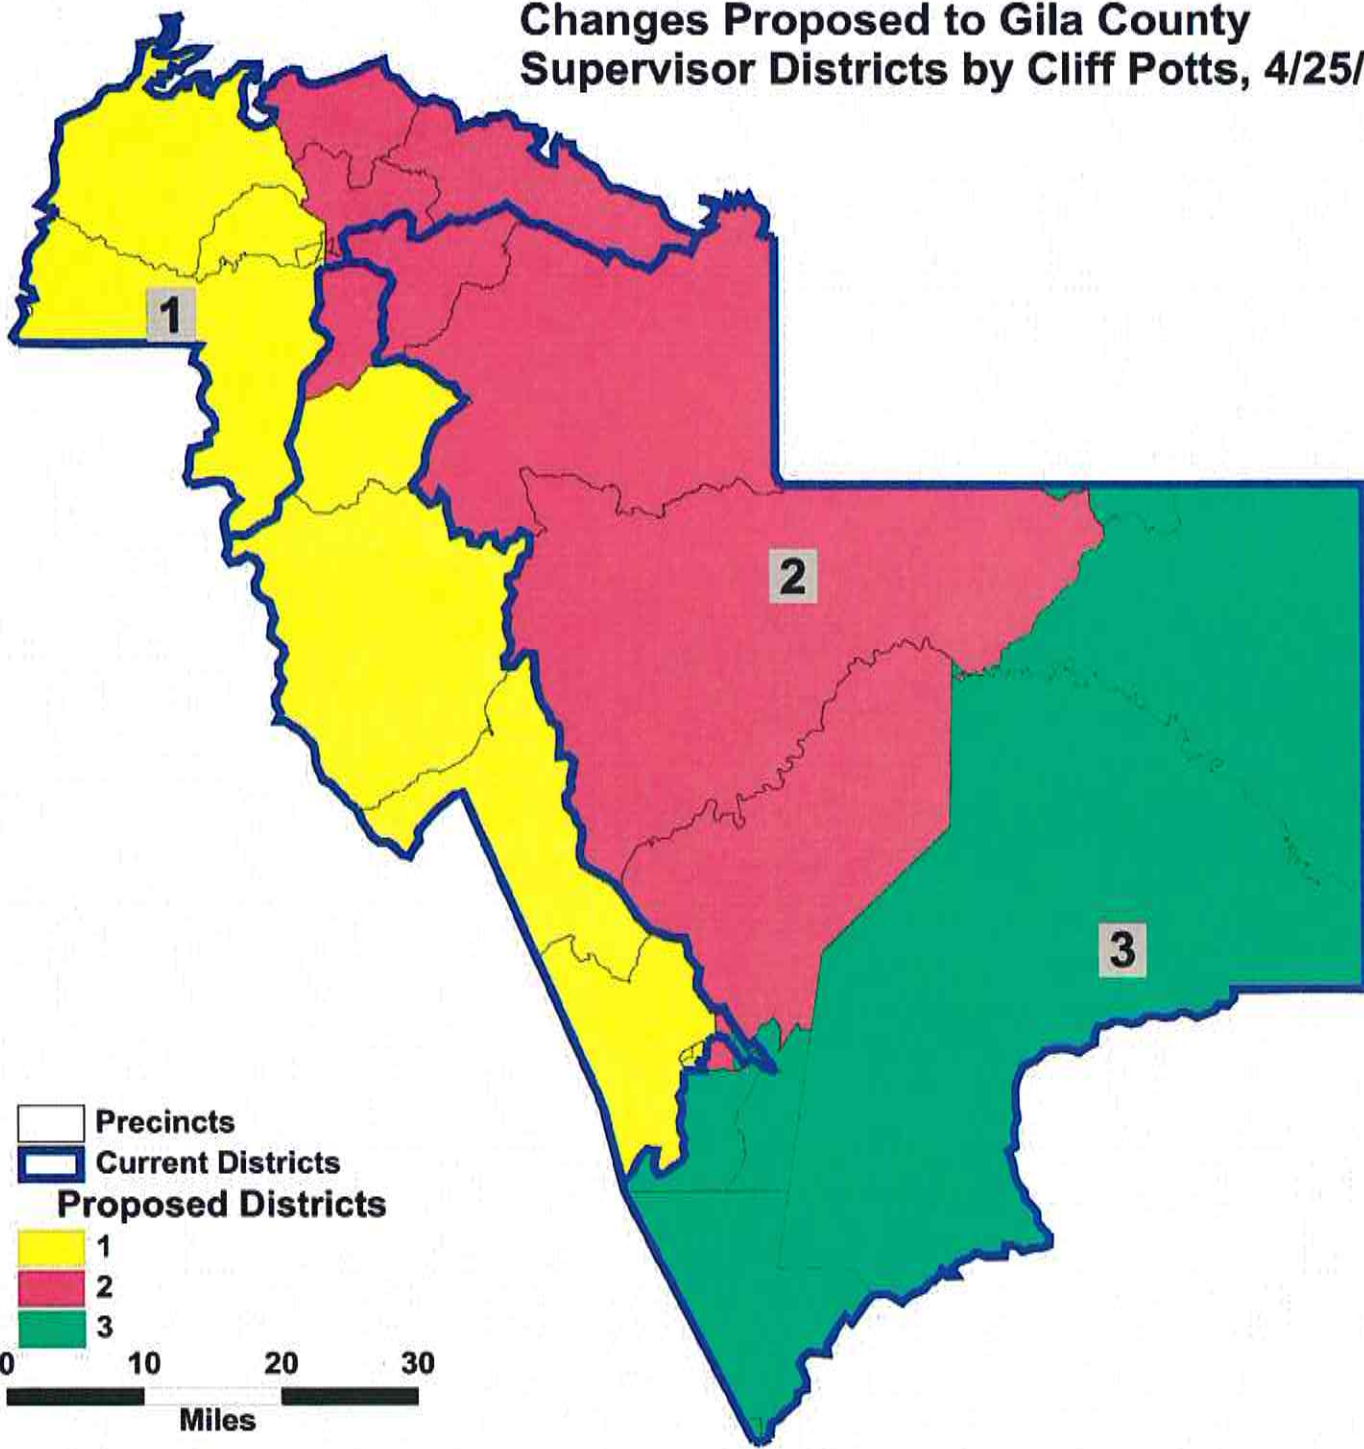 Changes Proposed to Gila County
Supervisor Districts by Cliff Potts, 4/25/
1
2
3
Precincts
Current Districts
Proposed Districts
1
2
3
0 10 20 30
Miles